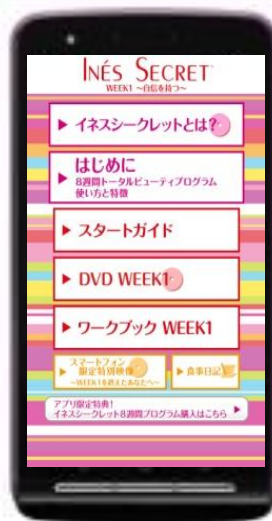 INÉS SECRET
WEEK1 ~自信を持つ~
イネスシークレットとは?
はじめに
8週間トータルビューティプログラム
使い方と特徴
スタートガイド
DVD WEEK1
ワークブック WEEK1
スマートフォン
限定特別映像
~WEEK1を終えたあなたへ~
食事日記
アプリ限定特典!
イネスシークレット8週間プログラム購入はこちら